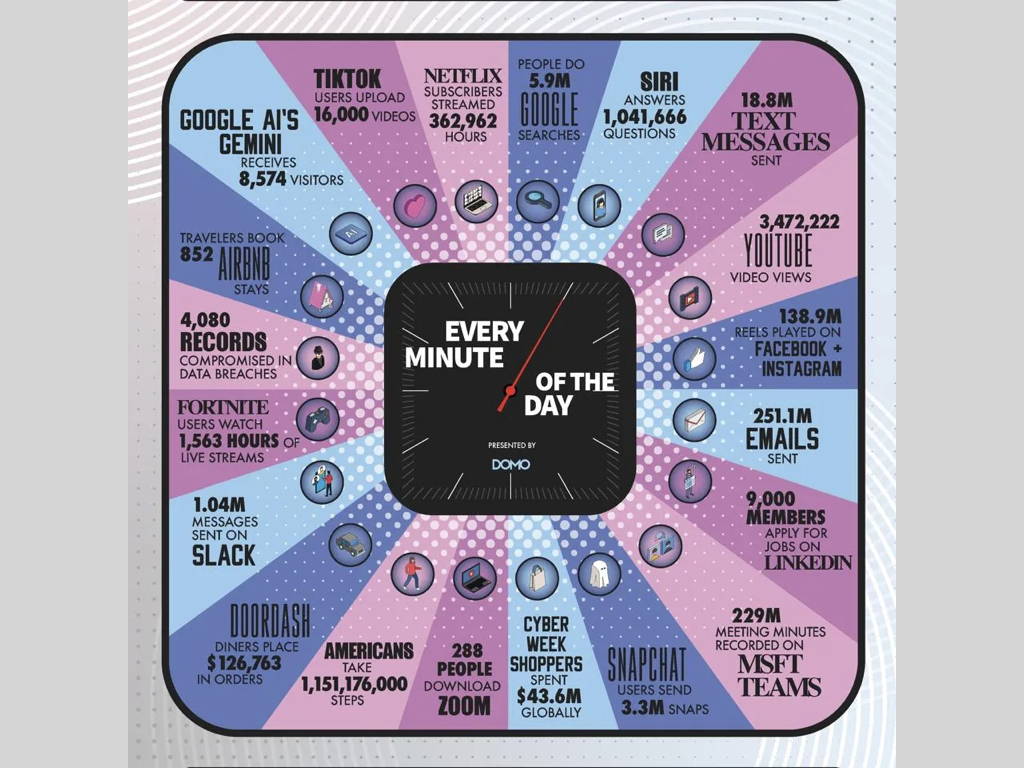 PEOPLE DO
5.9M
GOOGLE
SEARCHES
SIRI
ANSWERS
1,041,666
QUESTIONS
18.8M
TEXT
MESSAGES
SENT
3,472,222
YOUTUBE
VIDEO VIEWS
138.9M
REELS PLAYED ON
FACEBOOK +
INSTAGRAM
251.1M
EMAILS
SENT
9,000
MEMBERS
APPLY FOR
JOBS ON
LINKEDIN
229M
MEETING MINUTES
RECORDED ON
MSFT
TEAMS
SNAPCHAT
USERS SEND
3.3M SNAPS
CYBER
WEEK
SHOPPERS
SPENT
$43.6M
GLOBALLY
288
PEOPLE
DOWNLOAD
ZOOM
AMERICANS
TAKE
1,151,176,000
STEPS
DOORDASH
DINERS PLACE
$126,763
IN ORDERS
1.04M
MESSAGES
SENT ON
SLACK
FORTNITE
USERS WATCH
1,563 HOURS OF
LIVE STREAMS
4,080
RECORDS
COMPROMISED IN
DATA BREACHES
TRAVELERS BOOK
852 AIRBNB
STAYS
GOOGLE AI'S
GEMINI
RECEIVES
8,574 VISITORS
TIKTOK
USERS UPLOAD
16,000 VIDEOS
NETFLIX
SUBSCRIBERS
STREAMED
362,962
HOURS
EVERY
MINUTE
OF THE
DAY
PRESENTED BY
DOMO
AI